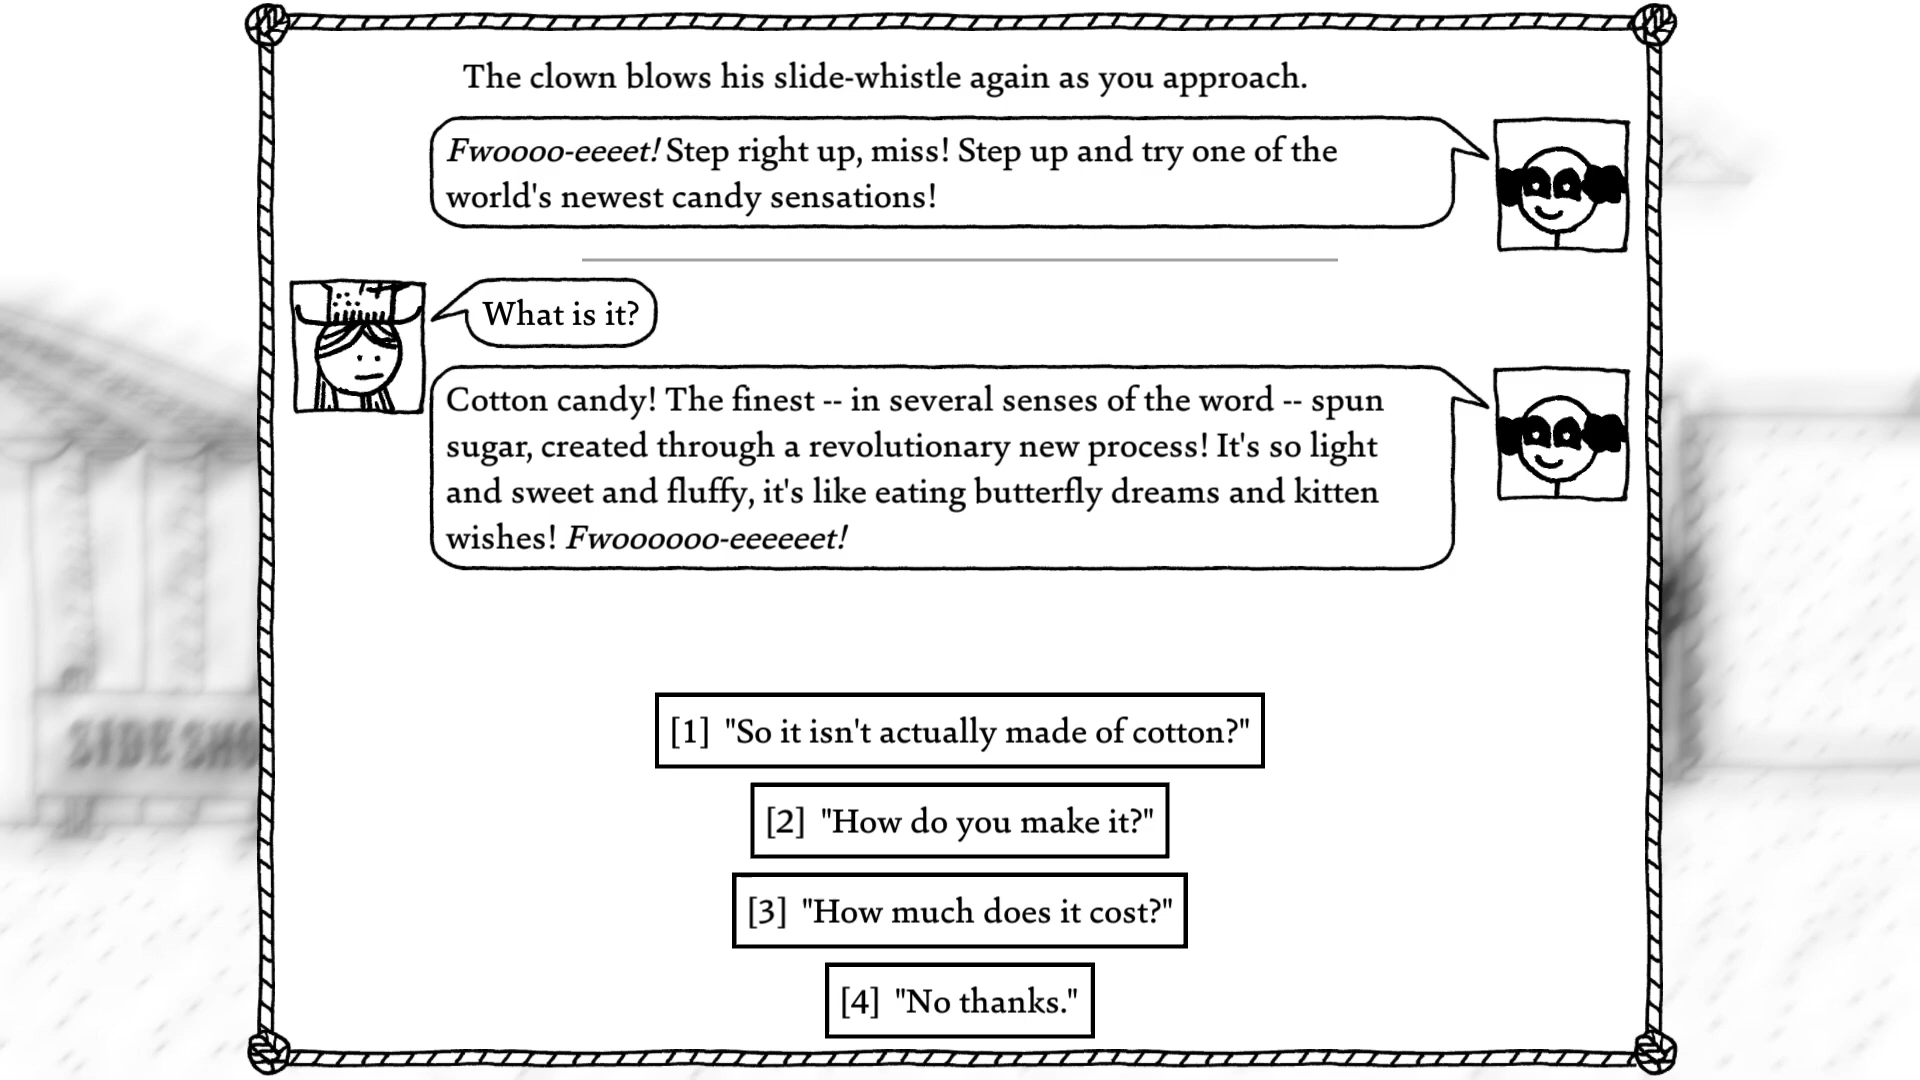 The clown blows his slide-whistle again as you approach.
Fwoooo-eeeet! Step right up, miss! Step up and try one of the
world's newest candy sensations!
What is it?
Cotton candy! The finest -- in several senses of the word -- spun
sugar, created through a revolutionary new process! It's so light
and sweet and fluffy, it's like eating butterfly dreams and kitten
wishes! Fwoooooo-eeeeeet!
SIDESHO
[1] "So it isn't actually made of cotton?"
[2] "How do you make it?"
[3] "How much does it cost?"
[4] "No thanks."